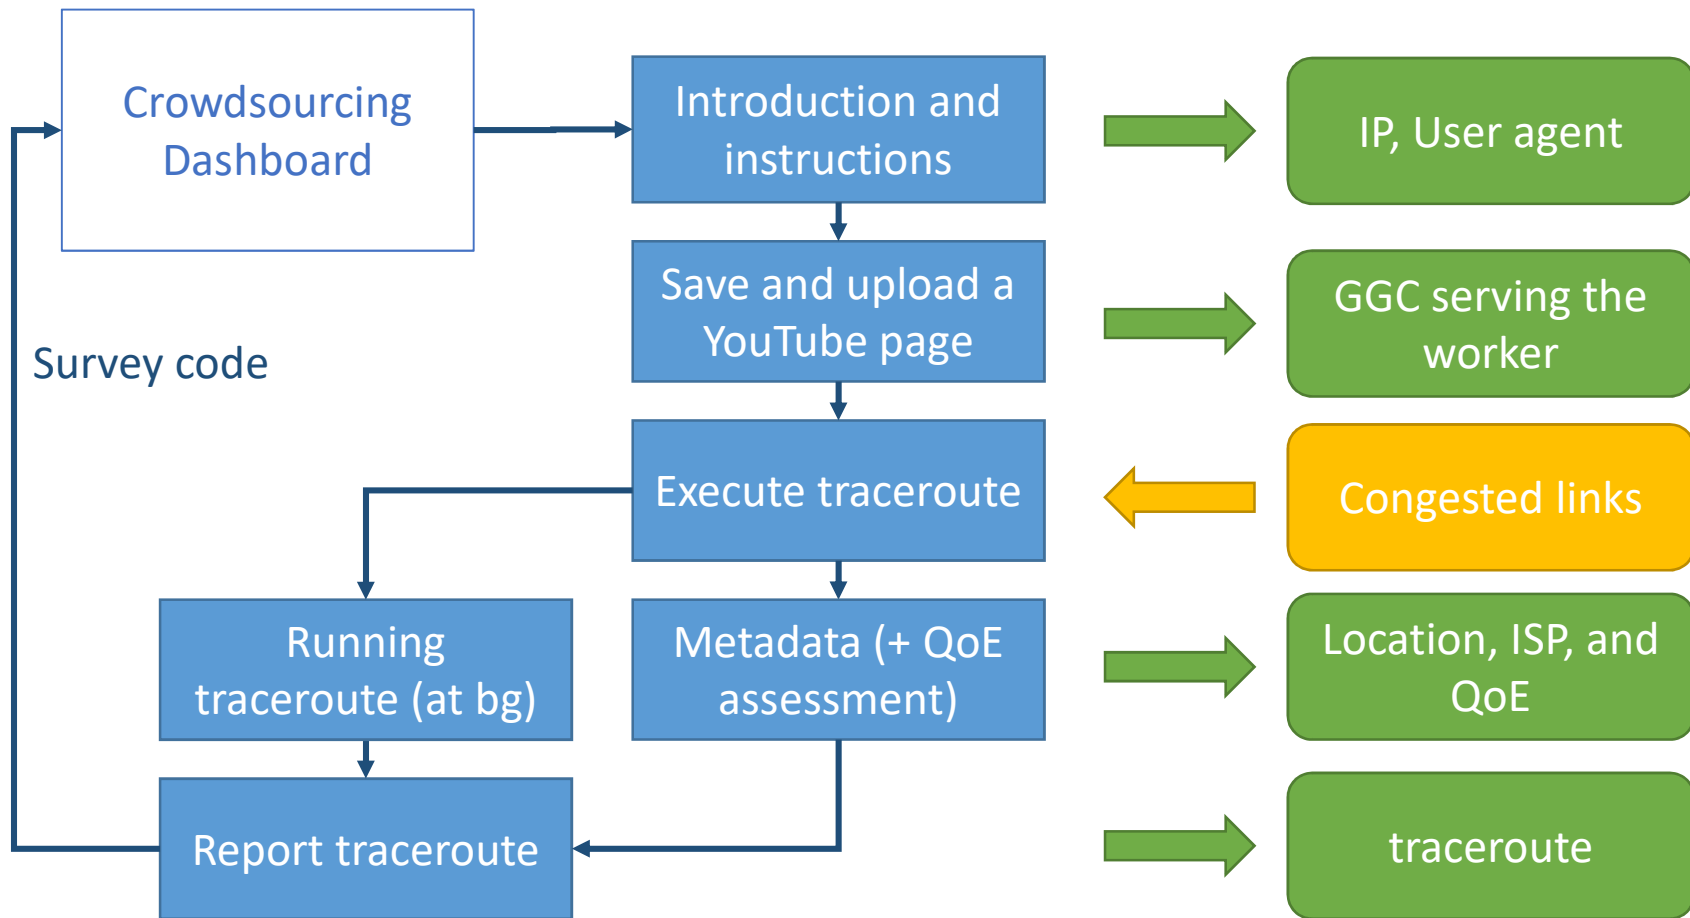 Crowdsourcing
Dashboard
Introduction and
instructions
IP, User agent
Save and upload a
YouTube page
GGC serving the
worker
Survey code
Execute traceroute
Congested links
Running
traceroute (at bg)
Metadata (+ QoE
assessment)
Location, ISP, and
QoE
Report traceroute
traceroute